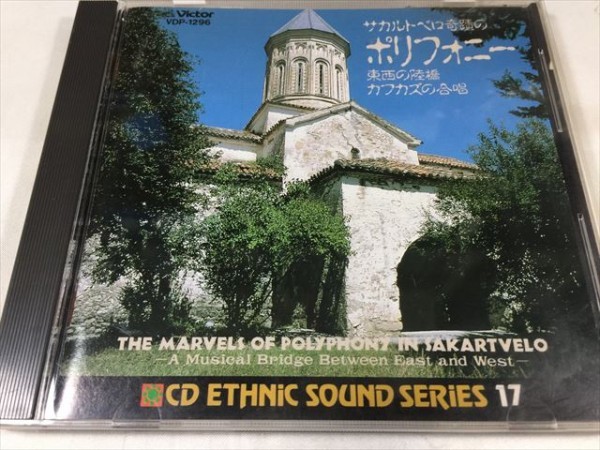 Victor
VDP-1296
サカルトベロ奇蹟の
ポリフォニー
東西の陸橋
カフカズの合唱
THE MARVELS OF POLYPHONY IN SAKARTVELO
—A Musical Bridge Between East and West—
CD ETHNIC SOUND SERIES 17